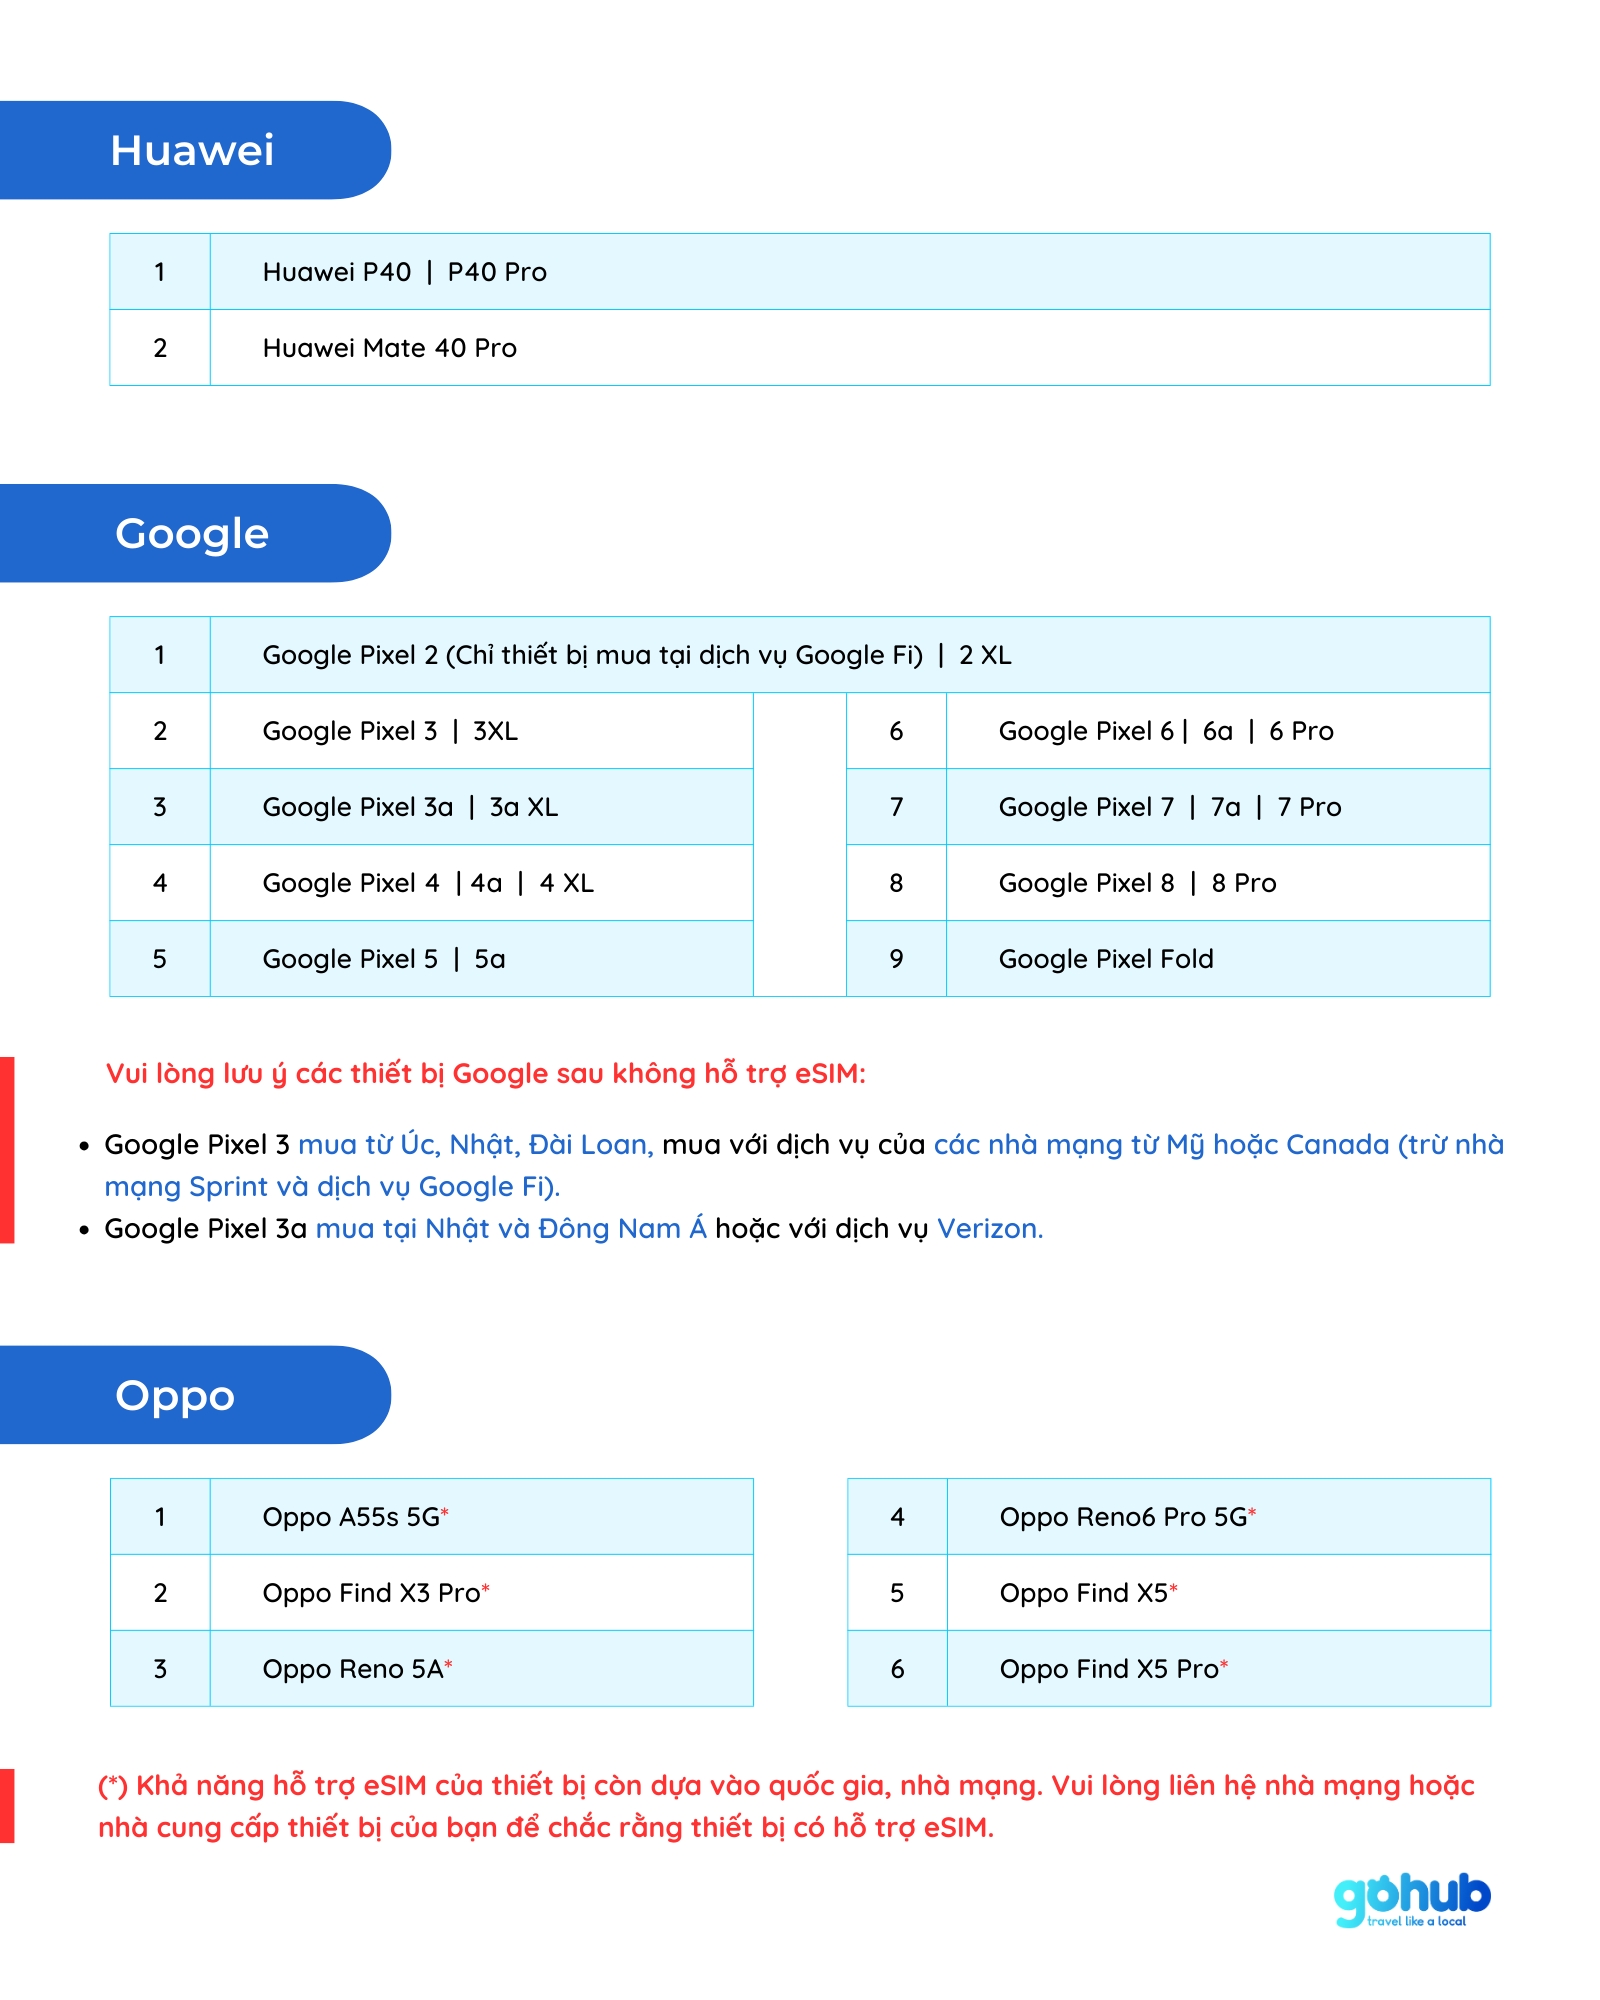 Huawei
1 Huawei P40 | P40 Pro
2 Huawei Mate 40 Pro
Google
1 Google Pixel 2 (Chỉ thiết bị mua tại dịch vụ Google Fi) | 2 XL
2 Google Pixel 3 | 3XL
3 Google Pixel 3a | 3a XL
4 Google Pixel 4 | 4a | 4 XL
5 Google Pixel 5 | 5a
6 Google Pixel 6 | 6a | 6 Pro
7 Google Pixel 7 | 7a | 7 Pro
8 Google Pixel 8 | 8 Pro
9 Google Pixel Fold
Vui lòng lưu ý các thiết bị Google sau không hỗ trợ eSIM:
• Google Pixel 3 mua từ Úc, Nhật, Đài Loan, mua với dịch vụ của các nhà mạng từ Mỹ hoặc Canada (trừ nhà
mạng Sprint và dịch vụ Google Fi).
• Google Pixel 3a mua tại Nhật và Đông Nam Á hoặc với dịch vụ Verizon.
Oppo
1 Oppo A55s 5G*
2 Oppo Find X3 Pro*
3 Oppo Reno 5A*
4 Oppo Reno6 Pro 5G*
5 Oppo Find X5*
6 Oppo Find X5 Pro*
(*) Khả năng hỗ trợ eSIM của thiết bị còn dựa vào quốc gia, nhà mạng. Vui lòng liên hệ nhà mạng hoặc
nhà cung cấp thiết bị của bạn để chắc rằng thiết bị có hỗ trợ eSIM.
gohub
travel like a local